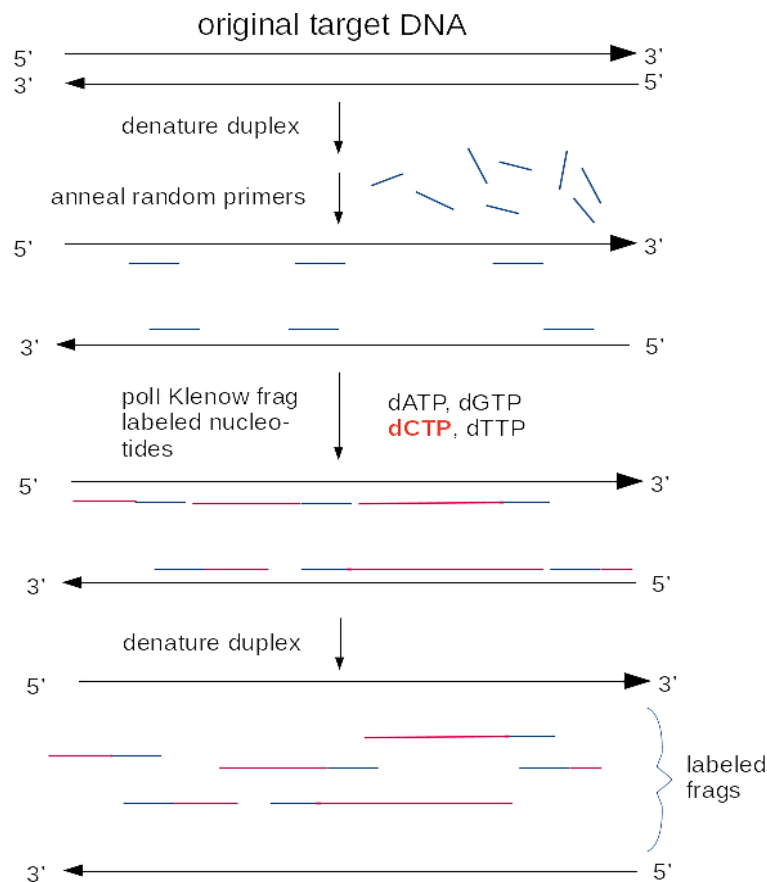 original target DNA
5’ 3’
3’ 5’
denature duplex
anneal random primers
5’ 3’
3’ 5’
polI Klenow frag
labeled nucleo-
tides
dATP, dGTP
dCTP, dTTP
5’ 3’
3’ 5’
denature duplex
5’ 3’
labeled
frags
3’ 5’